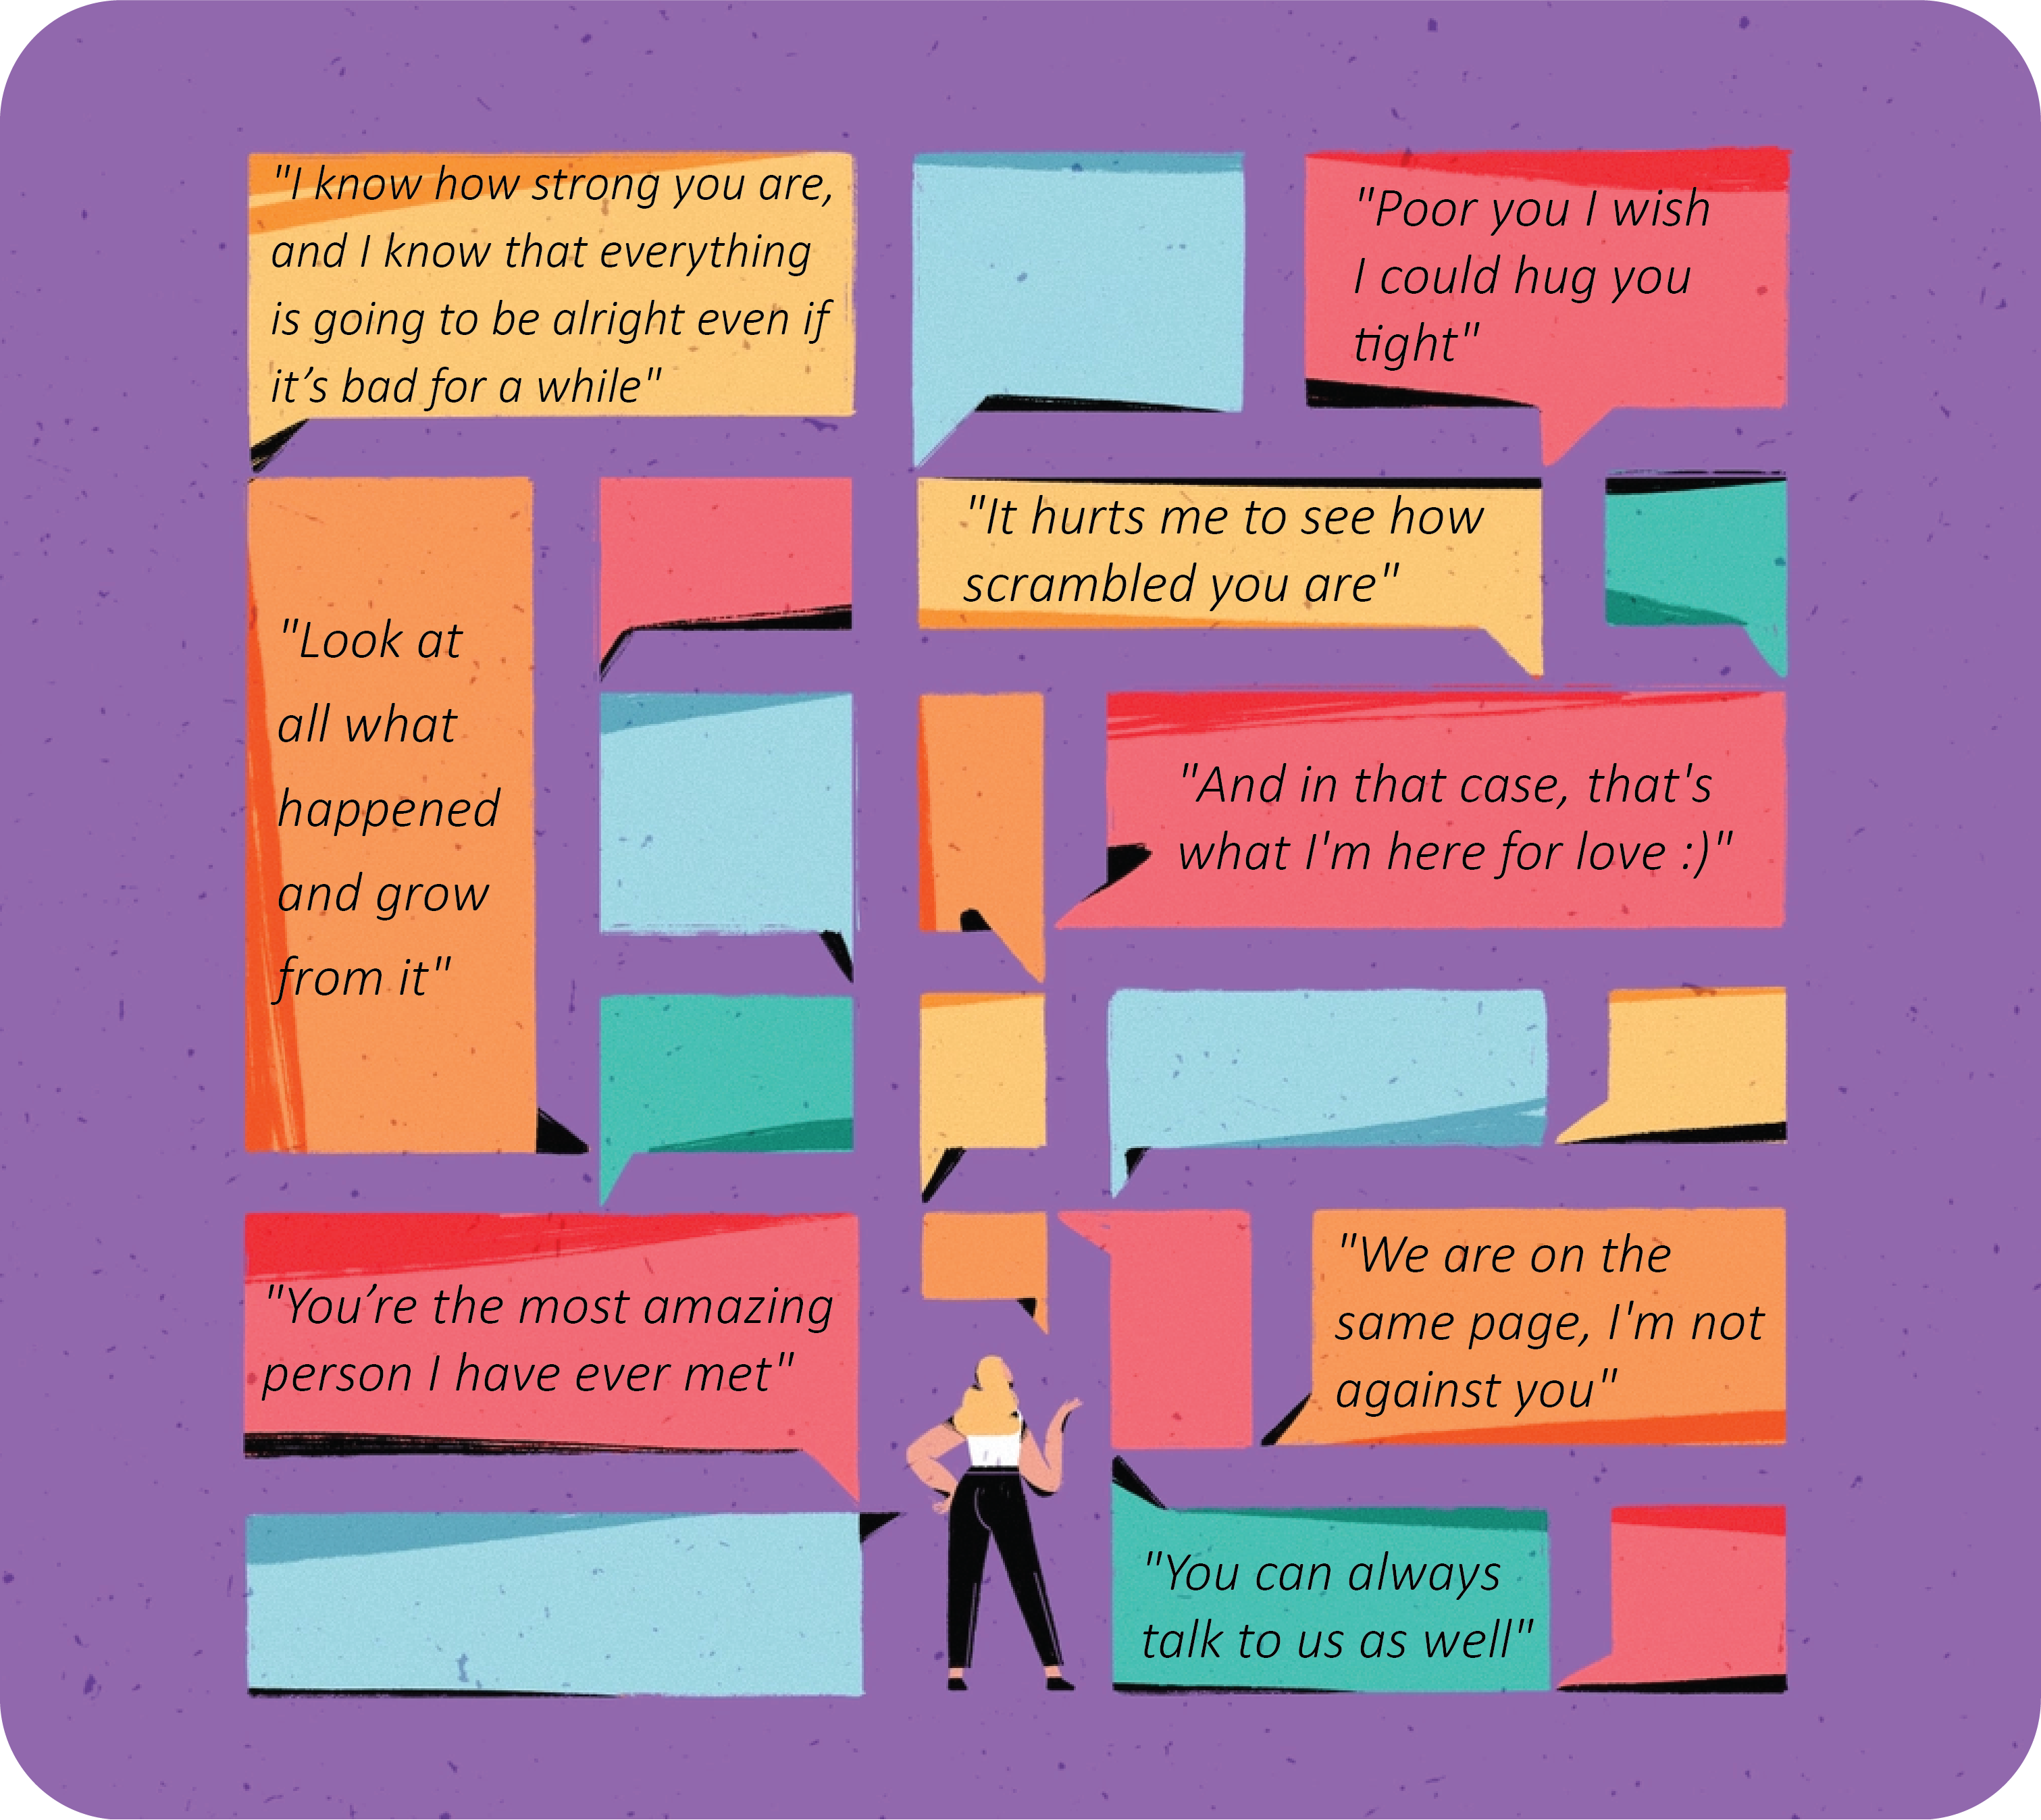 "I know how strong you are,
and I know that everything
is going to be alright even if
it’s bad for a while"
"Poor you I wish
I could hug you
tight"
"It hurts me to see how
scrambled you are"
"Look at
all what
happened
and grow
from it"
"And in that case, that's
what I'm here for love :)"
"You’re the most amazing
person I have ever met"
"We are on the
same page, I'm not
against you"
"You can always
talk to us as well"